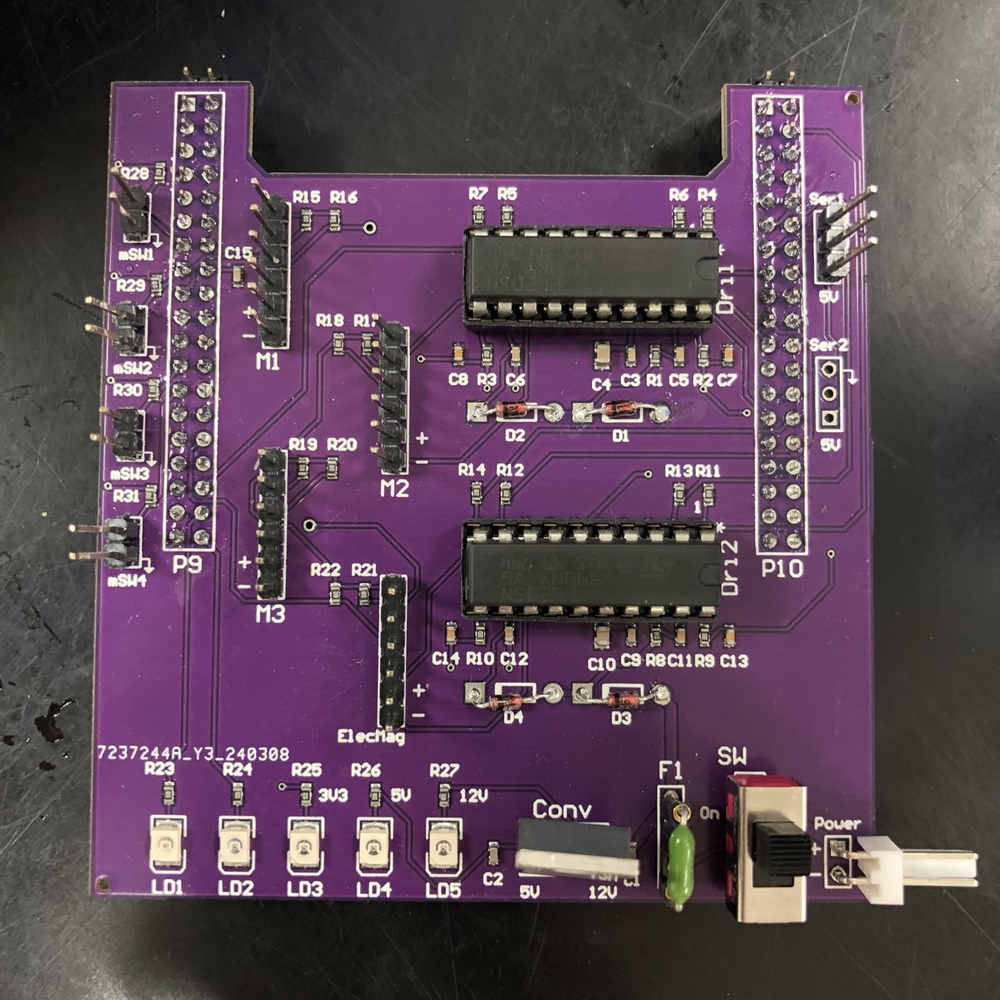 R28
mSW1
R29
mSW2
R30
mSW3
R31
mSW4
P9
R15 R16
C15
+
-
M1
R18
+
-
M2
R19 R20
+
-
M3
R22 R21
+
-
ElecMag
R7 R5
R6 R4
*
Dri1
C8 R3 C6
C4 C3 R1 C5 R2 C7
D2
D1
R14 R12
R13 R11
1
*
Dri2
C14 R10 C12
C10 C9 R8 C11 R9 C13
D4
D3
P10
Ser1
5V
Ser2
5V
7237244A_Y3_240308
R23
R24
R25
R26
R27
3V3
5V
12V
LD1
LD2
LD3
LD4
LD5
Conv
C2
C1
5V
12V
F1
SW
On
Power
+
-